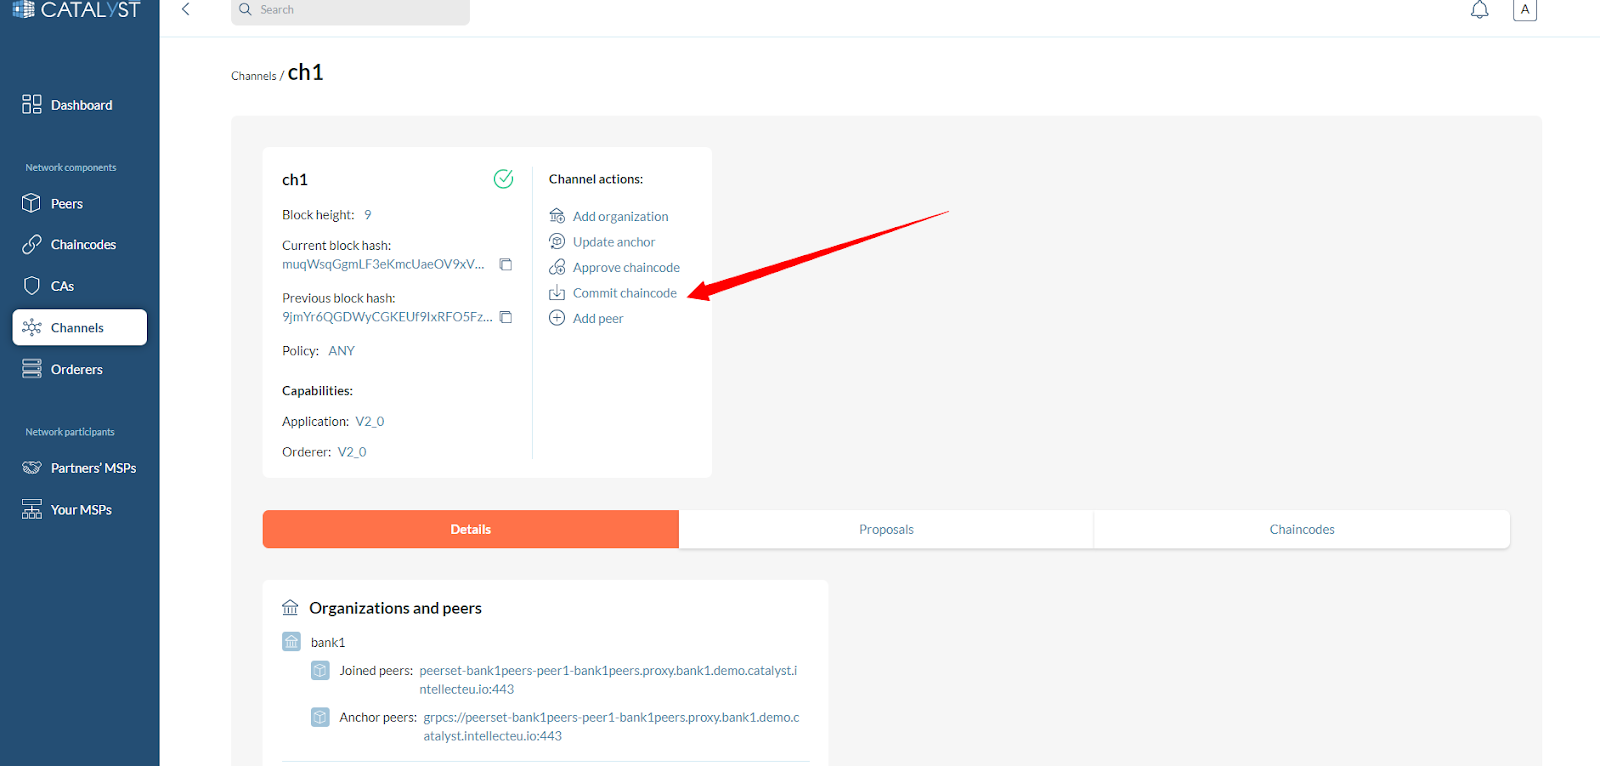 CATALYST
Search
A
Channels / ch1
Dashboard
Network components
Peers
Chaincodes
CAs
Channels
Orderers
Network participants
Partners' MSPs
Your MSPs
ch1
Block height: 9
Current block hash:
muqWsqGgmLF3eKmcUaeOV9xV...
Previous block hash:
9jmYr6QGDWyCGKEUf9IxRFO5Fz...
Policy: ANY
Capabilities:
Application: V2_0
Orderer: V2_0
Channel actions:
Add organization
Update anchor
Approve chaincode
Commit chaincode
Add peer
Details
Proposals
Chaincodes
Organizations and peers
bank1
Joined peers: peerset-bank1peers-peer1-bank1peers.proxy.bank1.demo.catalyst.i
ntellecteu.io:443
Anchor peers: grpcs://peerset-bank1peers-peer1-bank1peers.proxy.bank1.demo.c
atalyst.intellecteu.io:443